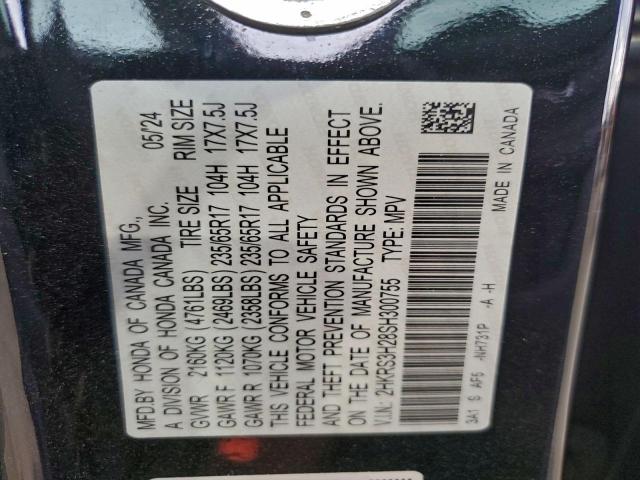 MFD.BY HONDA OF CANADA MFG., 05/'24
A DIVISION OF HONDA CANADA INC.
GVWR 2160KG (4761LBS) TIRE SIZE RIM SIZE
GAWR F 1120KG (2469LBS) 235/65R17 104H 17X7.5J
GAWR R 1070KG (2358LBS) 235/65R17 104H 17X7.5J
THIS VEHICLE CONFORMS TO ALL APPLICABLE
FEDERAL MOTOR VEHICLE SAFETY
AND THEFT PREVENTION STANDARDS IN EFFECT
ON THE DATE OF MANUFACTURE SHOWN ABOVE.
V.I.N.: 2HKRS3H28SH300755 TYPE: MPV
3A1 S AF5 -NH731P -A -H
MADE IN CANADA